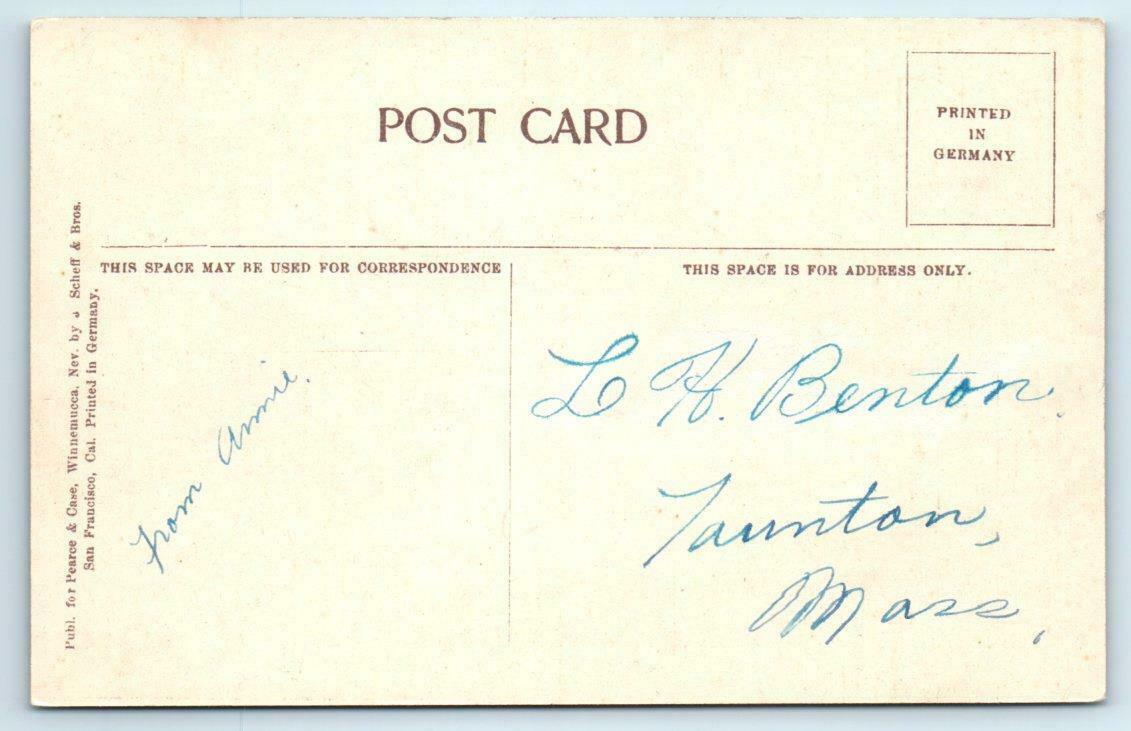 POST CARD
PRINTED
IN
GERMANY
THIS SPACE MAY BE USED FOR CORRESPONDENCE
THIS SPACE IS FOR ADDRESS ONLY.
Publ. for Pearce & Case, Winnemucca, Nev. by Scheff & Bros.
San Francisco, Cal. Printed in Germany.
From Annie.
L H. Benton.
Taunton,
Mass,